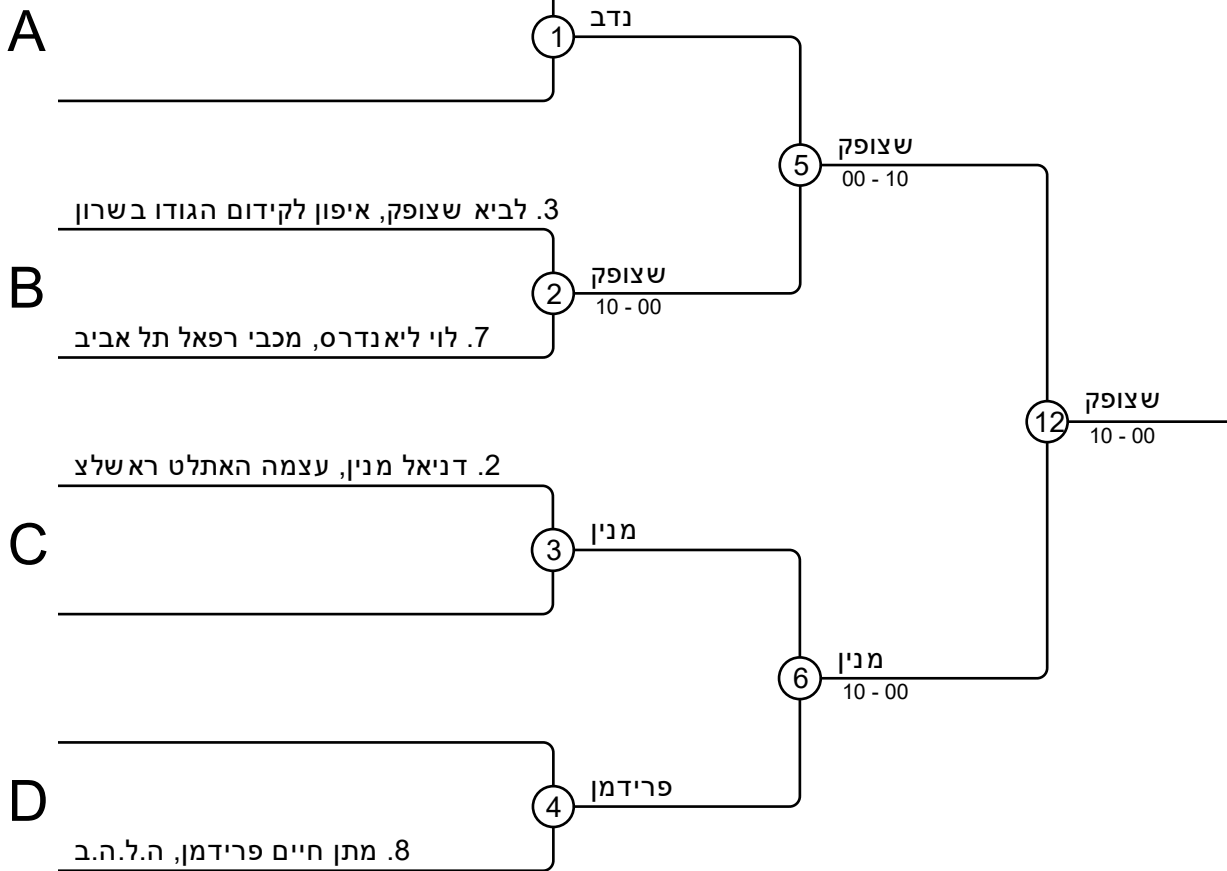 A
1
נדב
5
שצופק
00 - 10
3. לביא שצופק, איפון לקידום הגודו בשרון
B
2
שצופק
10 - 00
7. לוי ליאנדרס, מכבי רפאל תל אביב
12
שצופק
10 - 00
2. דניאל מנין, עצמה האתלט ראשלצ
C
3
מנין
6
מנין
10 - 00
D
4
פרידמן
8. מתן חיים פרידמן, ה.ל.ה.ב